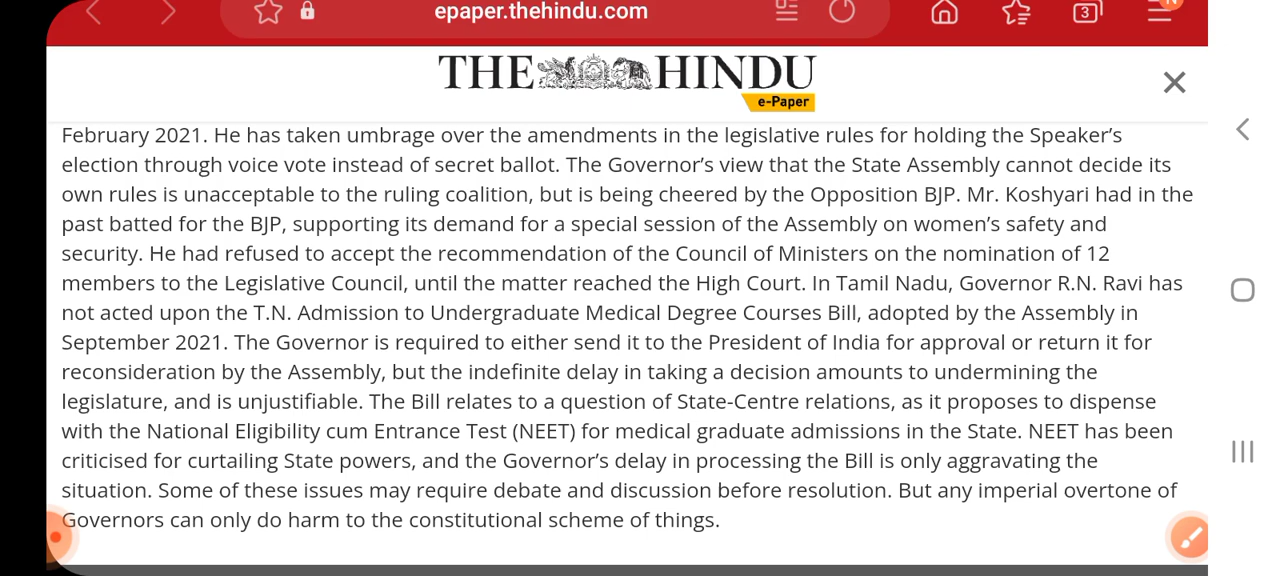 epaper.thehindu.com
3
N
THE HINDU
e-Paper
February 2021. He has taken umbrage over the amendments in the legislative rules for holding the Speaker’s
election through voice vote instead of secret ballot. The Governor’s view that the State Assembly cannot decide its
own rules is unacceptable to the ruling coalition, but is being cheered by the Opposition BJP. Mr. Koshyari had in the
past batted for the BJP, supporting its demand for a special session of the Assembly on women’s safety and
security. He had refused to accept the recommendation of the Council of Ministers on the nomination of 12
members to the Legislative Council, until the matter reached the High Court. In Tamil Nadu, Governor R.N. Ravi has
not acted upon the T.N. Admission to Undergraduate Medical Degree Courses Bill, adopted by the Assembly in
September 2021. The Governor is required to either send it to the President of India for approval or return it for
reconsideration by the Assembly, but the indefinite delay in taking a decision amounts to undermining the
legislature, and is unjustifiable. The Bill relates to a question of State-Centre relations, as it proposes to dispense
with the National Eligibility cum Entrance Test (NEET) for medical graduate admissions in the State. NEET has been
criticised for curtailing State powers, and the Governor’s delay in processing the Bill is only aggravating the
situation. Some of these issues may require debate and discussion before resolution. But any imperial overtone of
Governors can only do harm to the constitutional scheme of things.